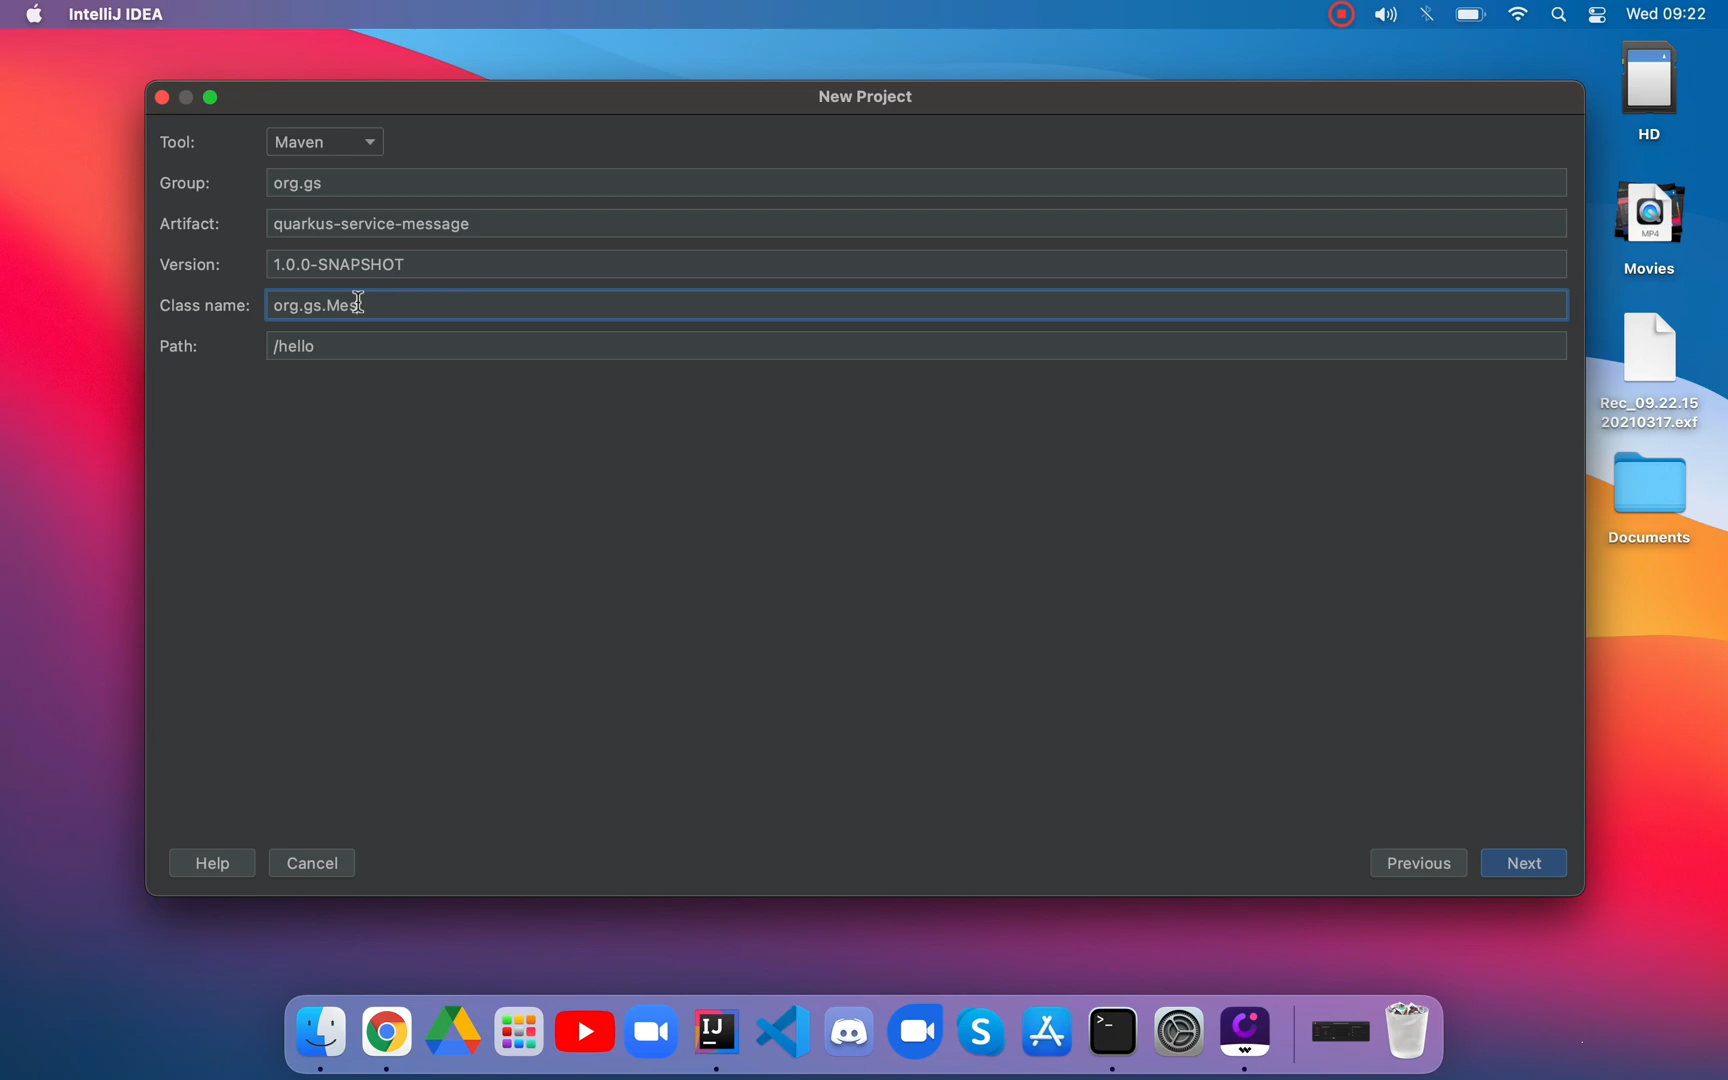 IntelliJ IDEA
Wed 09:22
New Project
Tool: Maven
Group: org.gs
Artifact: quarkus-service-message
Version: 1.0.0-SNAPSHOT
Class name: org.gs.Mes
Path: /hello
Help
Cancel
Previous
Next
HD
MP4
Movies
Rec_09.22.15
20210317.exf
Documents
IJ
S
>_